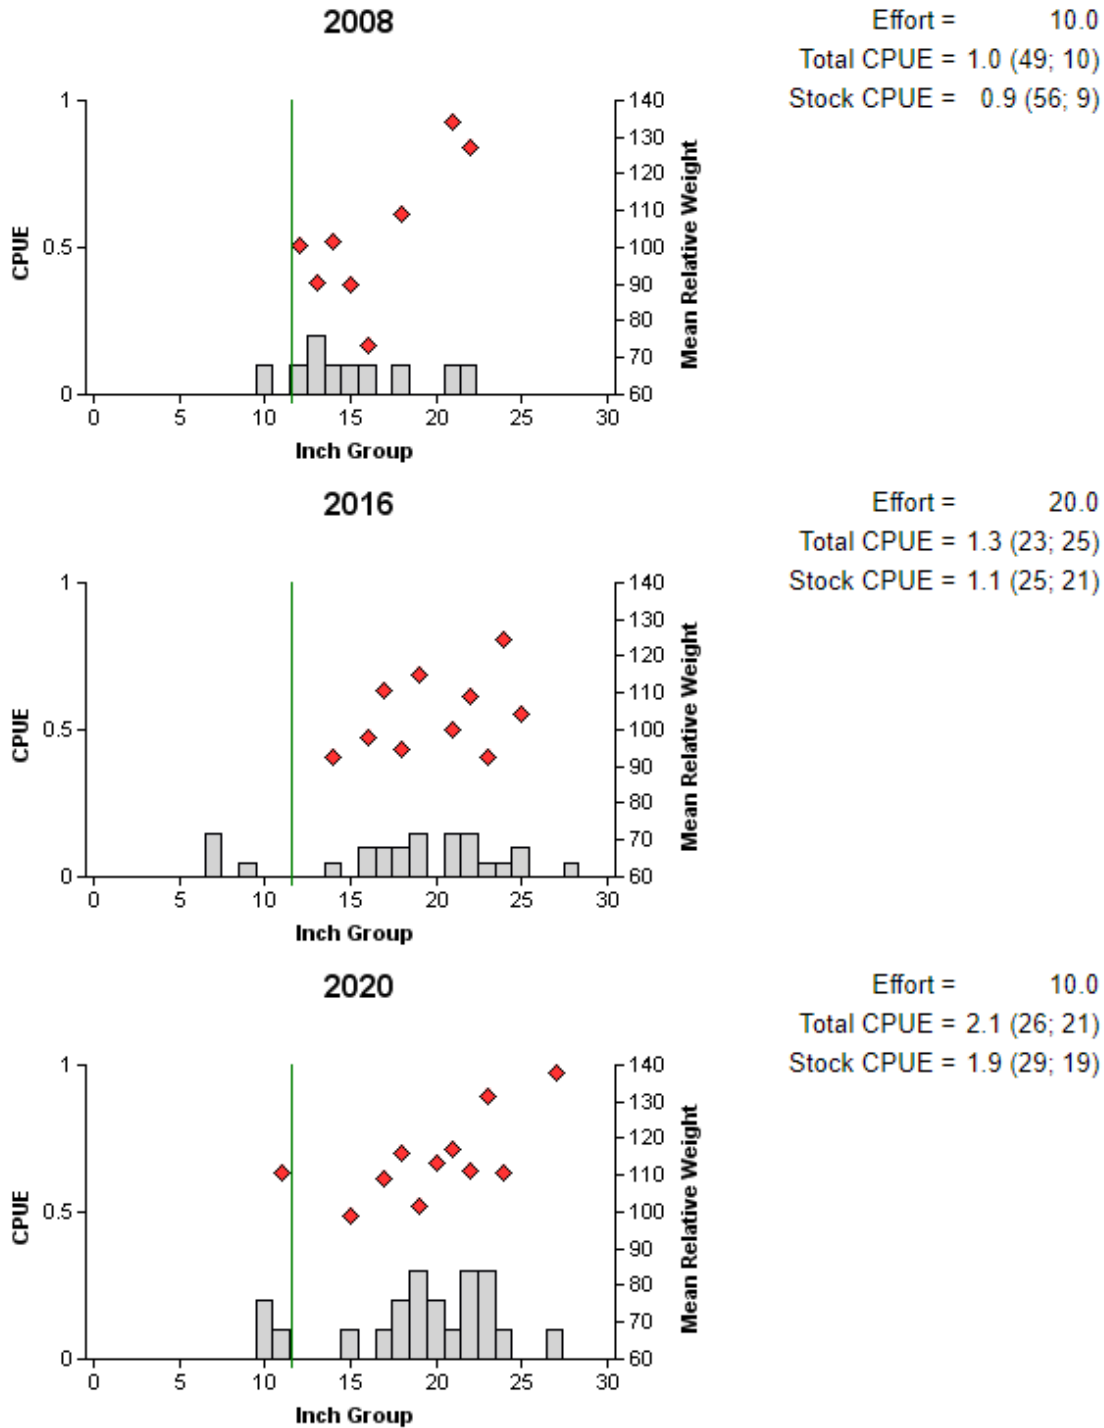 2008
Effort = 10.0
Total CPUE = 1.0 (49; 10)
Stock CPUE = 0.9 (56; 9)
1
0.5
0
CPUE
140
130
120
110
100
90
80
70
60
Mean Relative Weight
0 5 10 15 20 25 30
Inch Group
2016
Effort = 20.0
Total CPUE = 1.3 (23; 25)
Stock CPUE = 1.1 (25; 21)
1
0.5
0
CPUE
140
130
120
110
100
90
80
70
60
Mean Relative Weight
0 5 10 15 20 25 30
Inch Group
2020
Effort = 10.0
Total CPUE = 2.1 (26; 21)
Stock CPUE = 1.9 (29; 19)
1
0.5
0
CPUE
140
130
120
110
100
90
80
70
60
Mean Relative Weight
0 5 10 15 20 25 30
Inch Group